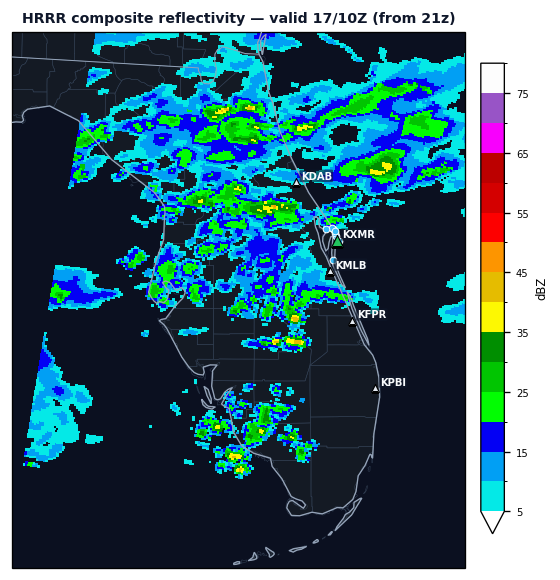 HRRR composite reflectivity — valid 17/10Z (from 21z)
KDAB
KXMR
KMLB
KFPR
KPBI
75
65
55
45
35
25
15
5
dBZ